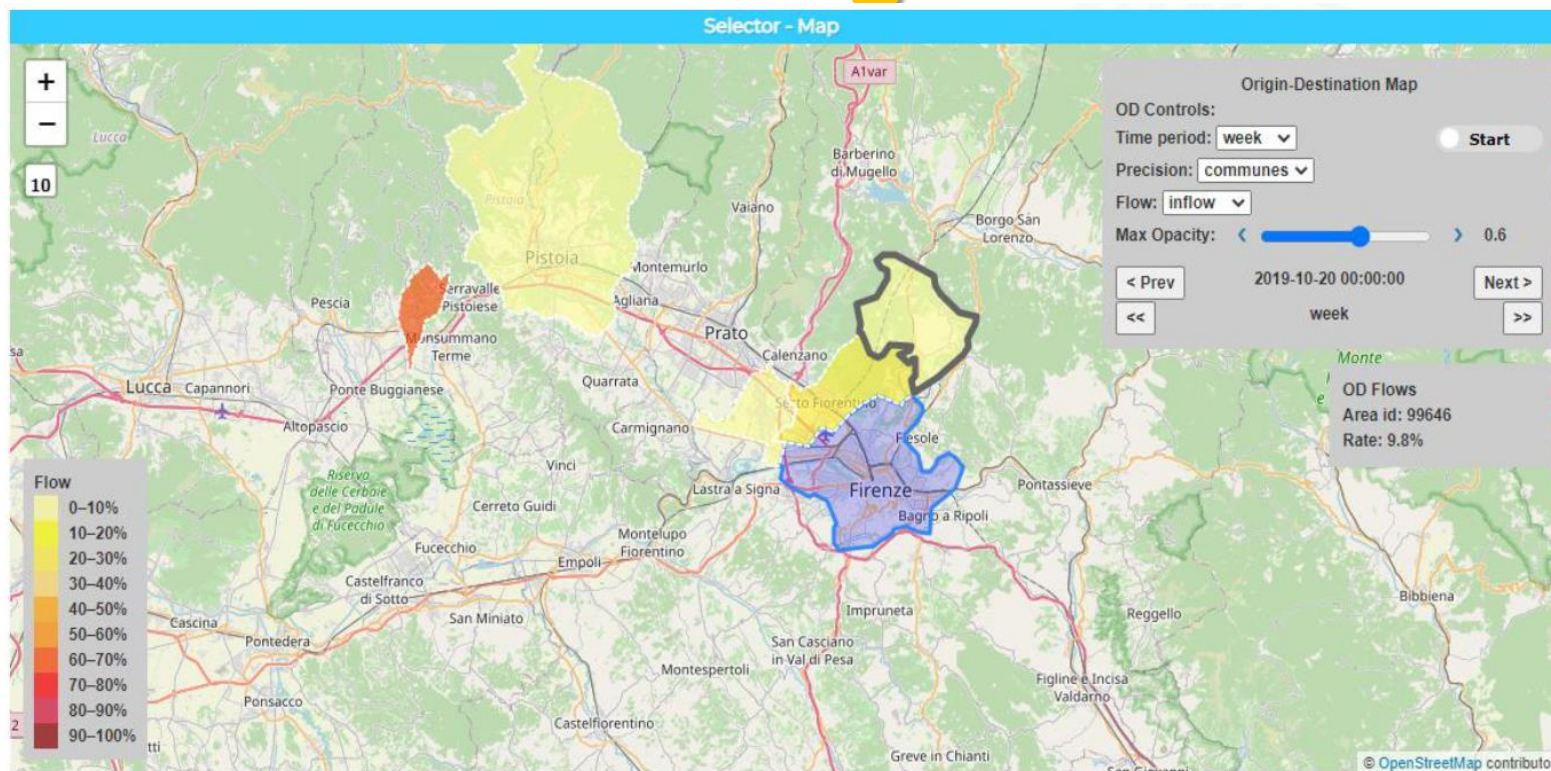 Selector - Map
+
−
10
Origin-Destination Map
OD Controls:
Time period: week
Start
Precision: communes
Flow: inflow
Max Opacity: 0.6
< Prev
2019-10-20 00:00:00
Next >
<<
week
>>
OD Flows
Area id: 99646
Rate: 9.8%
A1var
Lucca
Barberino
di Mugello
Pistoia
Vaiano
Borgo San
Lorenzo
Pistoia
Montemurlo
Pescia
Serravalle
Pistoiese
Agliana
Prato
Monsummano
Terme
Calenzano
Monte
Lucca
Capannori
Ponte Buggianese
Quarrata
Sesto Fiorentino
Altopascio
Carmignano
Fiesole
Riserva
delle Cerbaie
e del Padule
di Fucecchio
Vinci
Lastra a Signa
Firenze
Pontassieve
Cerreto Guidi
Bagno a Ripoli
Montelupo
Fiorentino
Fucecchio
Empoli
Castelfranco
di Sotto
Bibbiena
Cascina
San Miniato
Impruneta
Reggello
Pontedera
San Casciano
in Val di Pesa
Montespertoli
Figline e Incisa
Valdarno
Ponsacco
Castelfiorentino
Greve in Chianti
Flow
0–10%
10–20%
20–30%
30–40%
40–50%
50–60%
60–70%
70–80%
80–90%
90–100%
© OpenStreetMap contributo